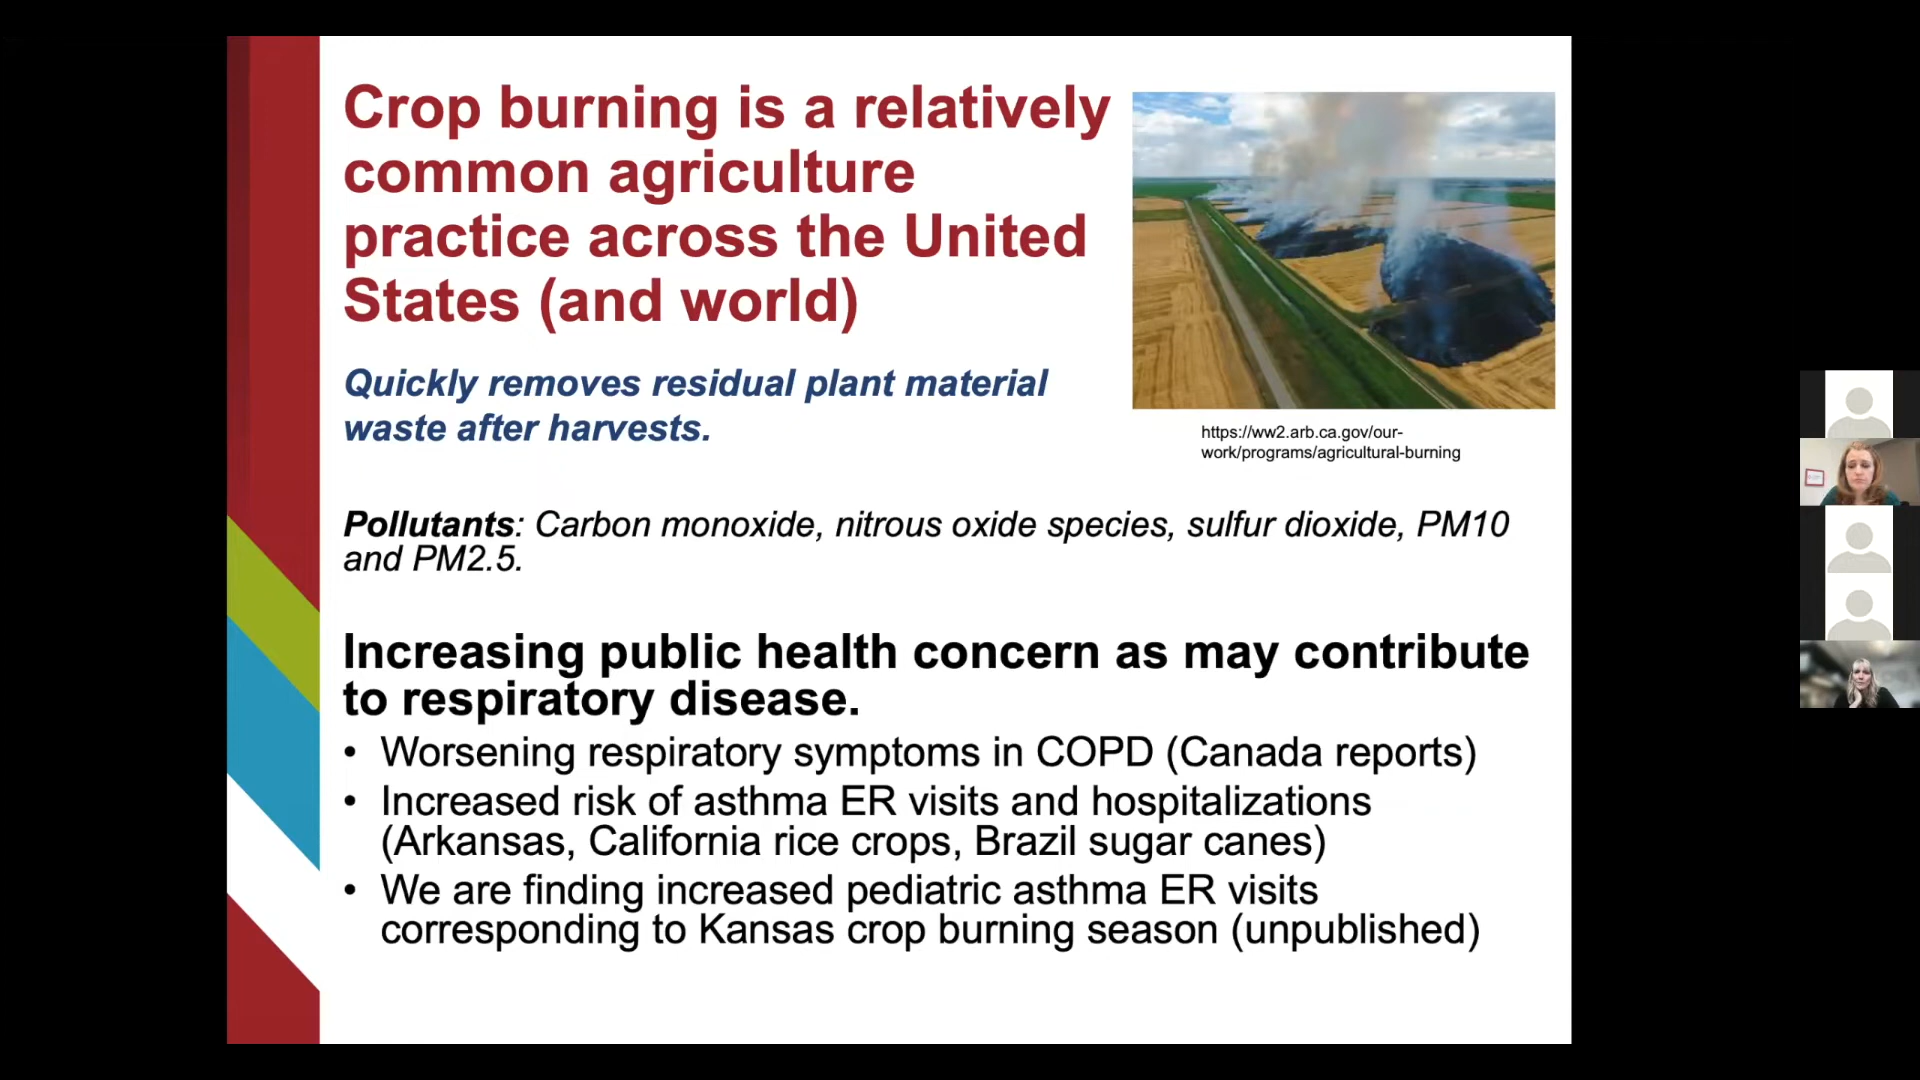 Crop burning is a relatively
common agriculture
practice across the United
States (and world)
Quickly removes residual plant material
waste after harvests.
https://ww2.arb.ca.gov/our-
work/programs/agricultural-burning
Pollutants: Carbon monoxide, nitrous oxide species, sulfur dioxide, PM10
and PM2.5.
Increasing public health concern as may contribute
to respiratory disease.
• Worsening respiratory symptoms in COPD (Canada reports)
• Increased risk of asthma ER visits and hospitalizations
(Arkansas, California rice crops, Brazil sugar canes)
• We are finding increased pediatric asthma ER visits
corresponding to Kansas crop burning season (unpublished)